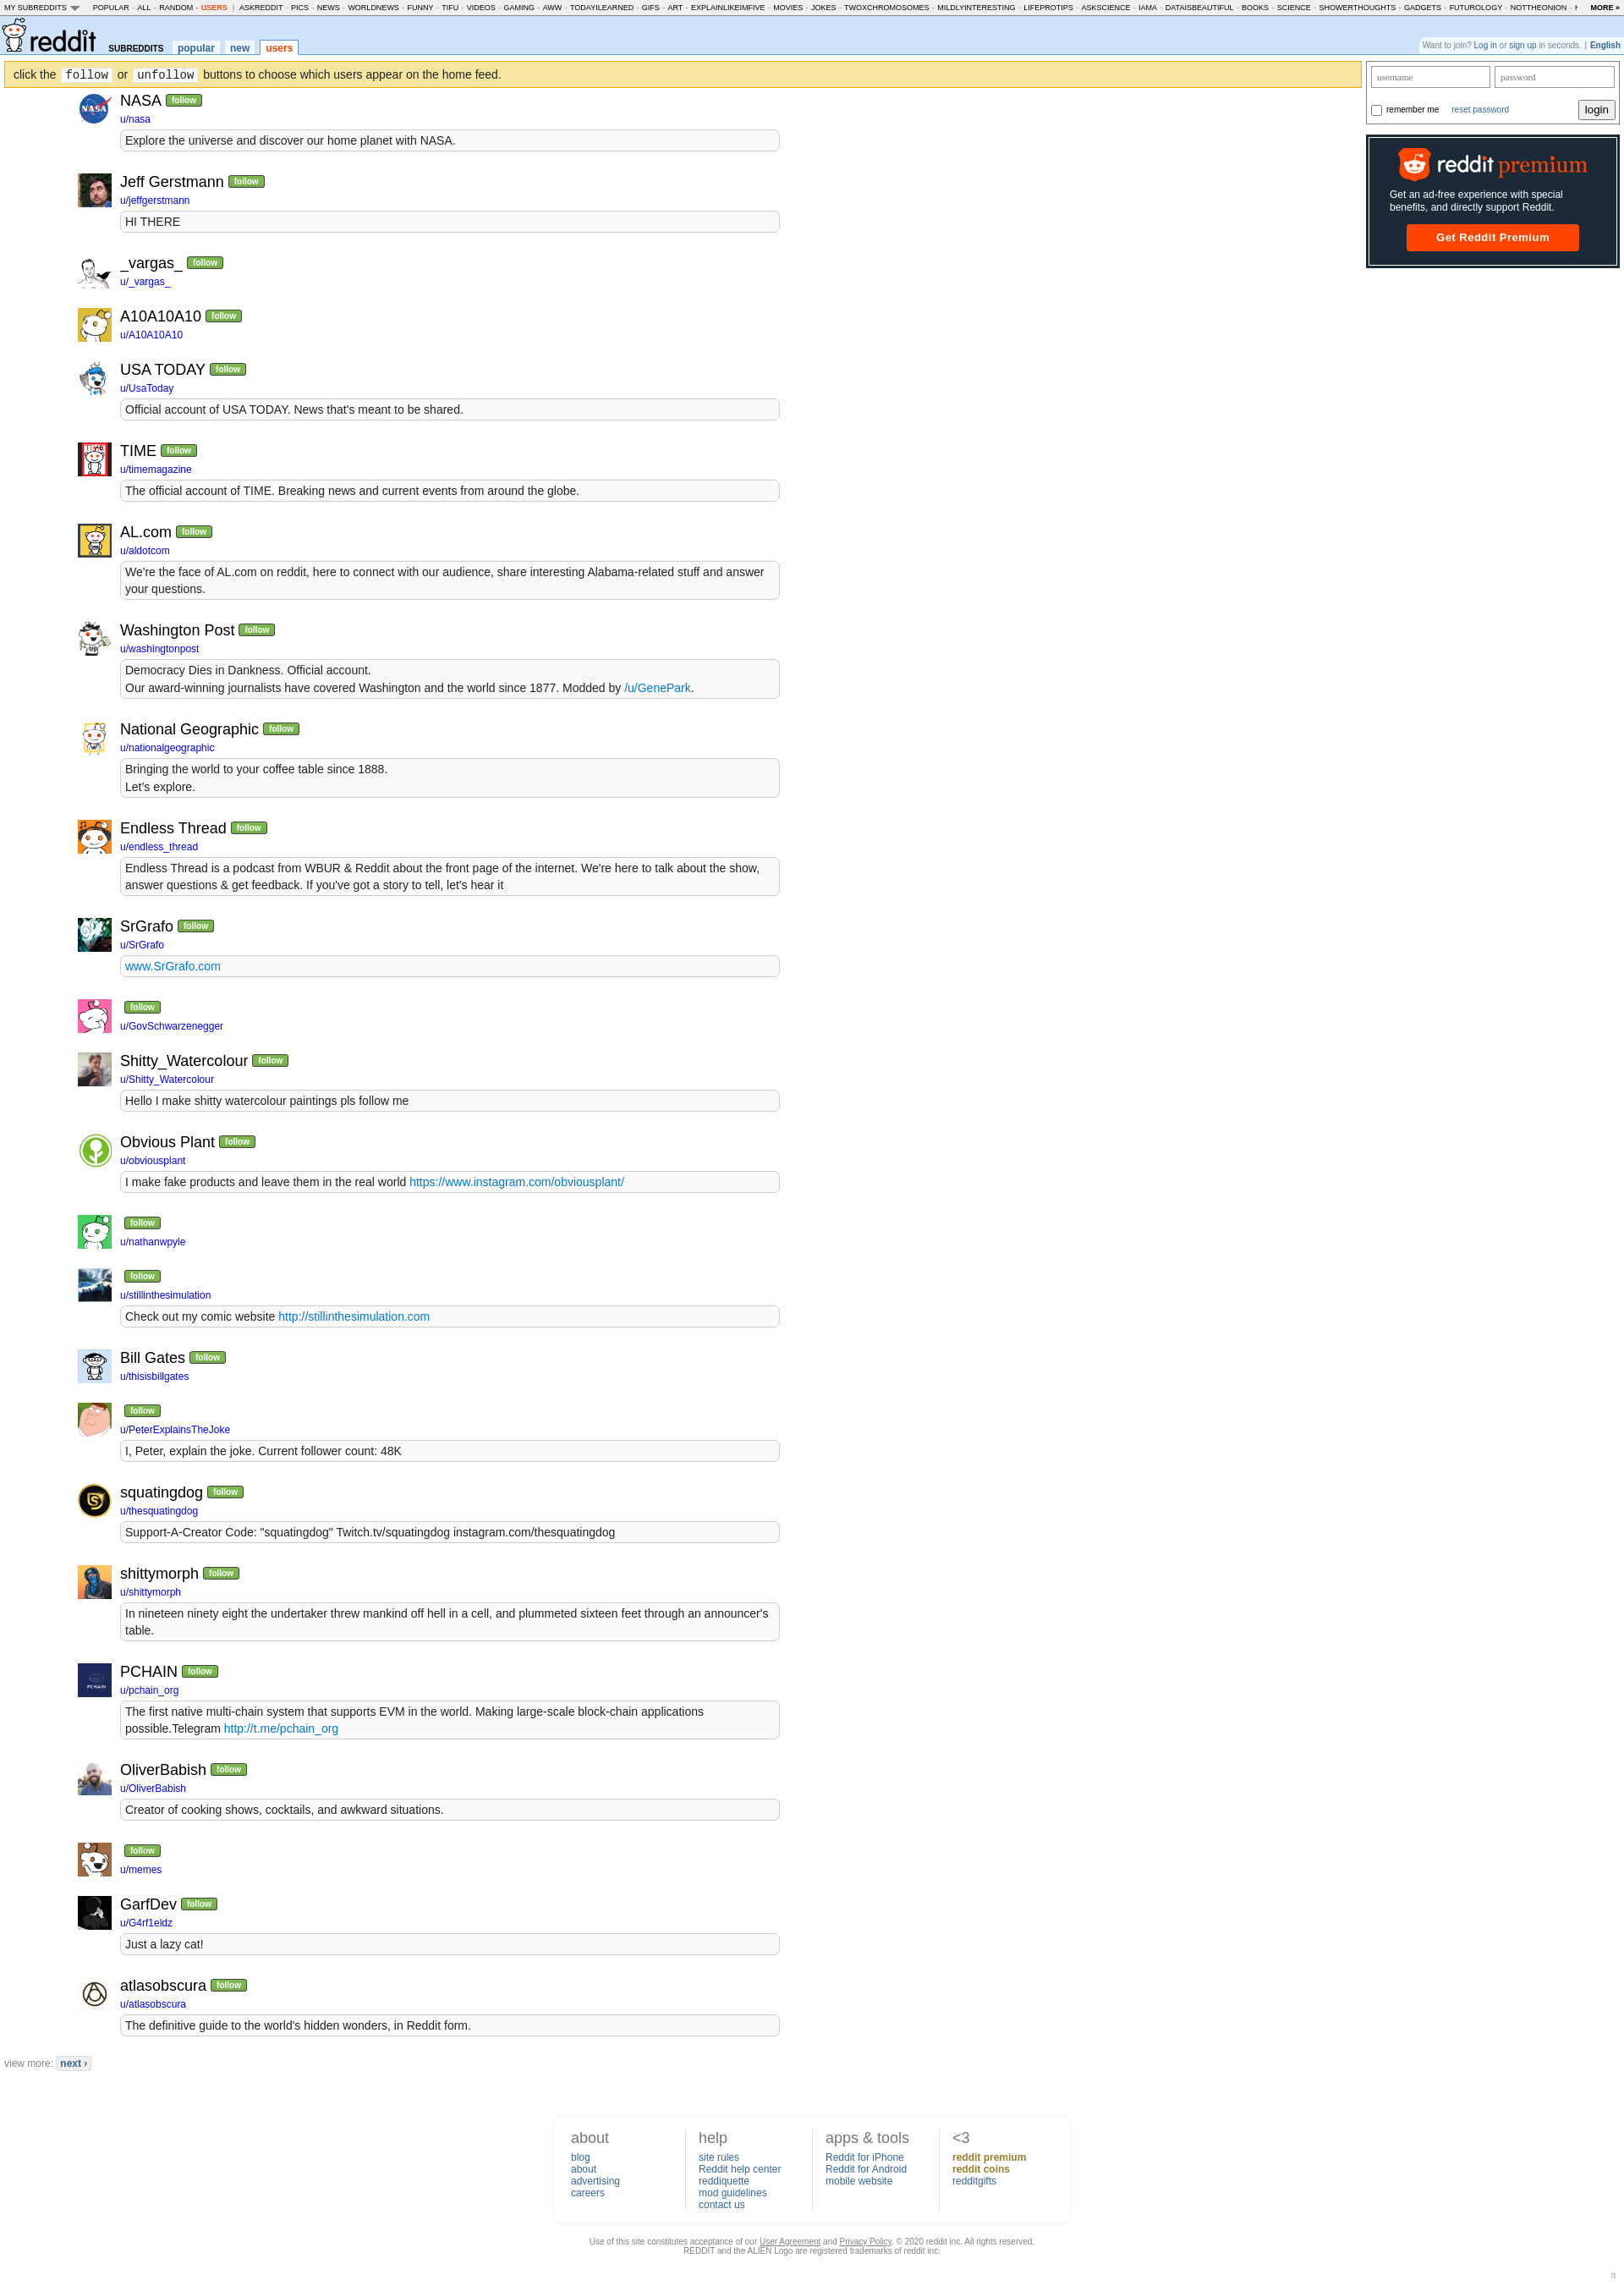 MY SUBREDDITS POPULAR - ALL - RANDOM - USERS | ASKREDDIT - PICS - NEWS - WORLDNEWS - FUNNY - TIFU - VIDEOS - GAMING - AWW - TODAYILEARNED - GIFS - ART - EXPLAINLIKEIMFIVE - MOVIES - JOKES - TWOXCHROMOSOMES - MILDLYINTERESTING - LIFEPROTIPS - ASKSCIENCE - IAMA - DATAISBEAUTIFUL - BOOKS - SCIENCE - SHOWERTHOUGHTS - GADGETS - FUTUROLOGY - NOTTHEONION - MORE »
reddit SUBREDDITS popular new users
Want to join? Log in or sign up in seconds. | English
click the follow or unfollow buttons to choose which users appear on the home feed.
username password
remember me reset password login
reddit premium
Get an ad-free experience with special
benefits, and directly support Reddit.
Get Reddit Premium
NASA
NASA follow
u/nasa
Explore the universe and discover our home planet with NASA.
Jeff Gerstmann follow
u/jeffgerstmann
HI THERE
_vargas_ follow
u/_vargas_
A10A10A10 follow
u/A10A10A10
USA TODAY follow
u/UsaToday
Official account of USA TODAY. News that's meant to be shared.
TIME follow
u/timemagazine
The official account of TIME. Breaking news and current events from around the globe.
AL.com follow
u/aldotcom
We're the face of AL.com on reddit, here to connect with our audience, share interesting Alabama-related stuff and answer
your questions.
Washington Post follow
u/washingtonpost
Democracy Dies in Dankness. Official account.
Our award-winning journalists have covered Washington and the world since 1877. Modded by /u/GenePark.
National Geographic follow
u/nationalgeographic
Bringing the world to your coffee table since 1888.
Let's explore.
Endless Thread follow
u/endless_thread
Endless Thread is a podcast from WBUR & Reddit about the front page of the internet. We're here to talk about the show,
answer questions & get feedback. If you've got a story to tell, let's hear it
SrGrafo follow
u/SrGrafo
www.SrGrafo.com
follow
u/GovSchwarzenegger
Shitty_Watercolour follow
u/Shitty_Watercolour
Hello I make shitty watercolour paintings pls follow me
Obvious Plant follow
u/obviousplant
I make fake products and leave them in the real world https://www.instagram.com/obviousplant/
follow
u/nathanwpyle
follow
u/stillinthesimulation
Check out my comic website http://stillinthesimulation.com
Bill Gates follow
u/thisisbillgates
follow
u/PeterExplainsTheJoke
I, Peter, explain the joke. Current follower count: 48K
squatingdog follow
u/thesquatingdog
Support-A-Creator Code: "squatingdog" Twitch.tv/squatingdog instagram.com/thesquatingdog
shittymorph follow
u/shittymorph
In nineteen ninety eight the undertaker threw mankind off hell in a cell, and plummeted sixteen feet through an announcer's
table.
PCHAIN
PCHAIN follow
u/pchain_org
The first native multi-chain system that supports EVM in the world. Making large-scale block-chain applications
possible.Telegram http://t.me/pchain_org
OliverBabish follow
u/OliverBabish
Creator of cooking shows, cocktails, and awkward situations.
follow
u/memes
GarfDev follow
u/G4rf1eldz
Just a lazy cat!
atlasobscura follow
u/atlasobscura
The definitive guide to the world's hidden wonders, in Reddit form.
view more: next ›
about
blog
about
advertising
careers
help
site rules
Reddit help center
reddiquette
mod guidelines
contact us
apps & tools
Reddit for iPhone
Reddit for Android
mobile website
<3
reddit premium
reddit coins
redditgifts
Use of this site constitutes acceptance of our User Agreement and Privacy Policy. © 2020 reddit inc. All rights reserved.
REDDIT and the ALIEN Logo are registered trademarks of reddit inc.
π